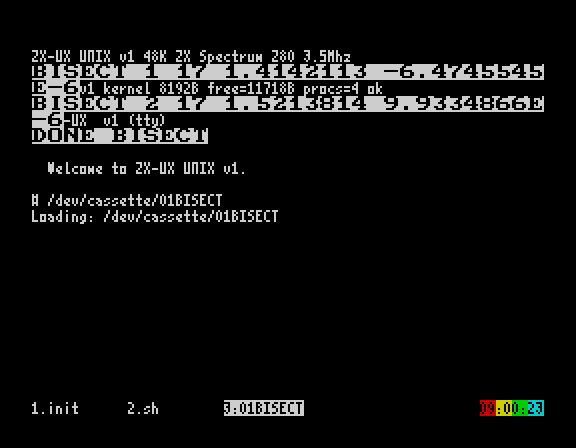 ZX-UX UNIX v1 48K ZX Spectrum Z80 3.5Mhz
BISECT 1 17 1.4142113 -6.4745545
E-6v1 kernel 8192B free=11718B procs=4 ok
BISECT 2 17 1.5213814 9.9334866E
-6-UX v1 (tty)
DONE BISECT
Welcome to ZX-UX UNIX v1.
# /dev/cassette/01BISECT
Loading: /dev/cassette/01BISECT
1.init 2.sh 3.01BISECT 09:00:23